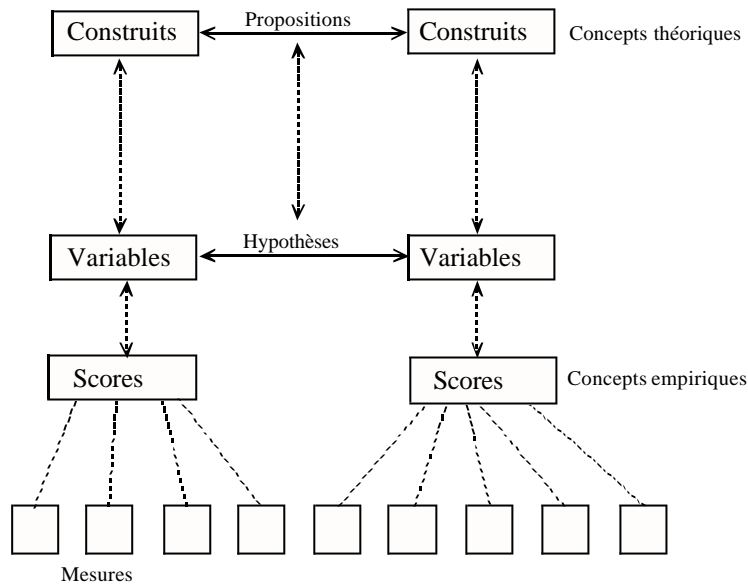 Propositions
Construits
Construits
Concepts théoriques
Hypothèses
Variables
Variables
Scores
Scores
Concepts empiriques
Mesures